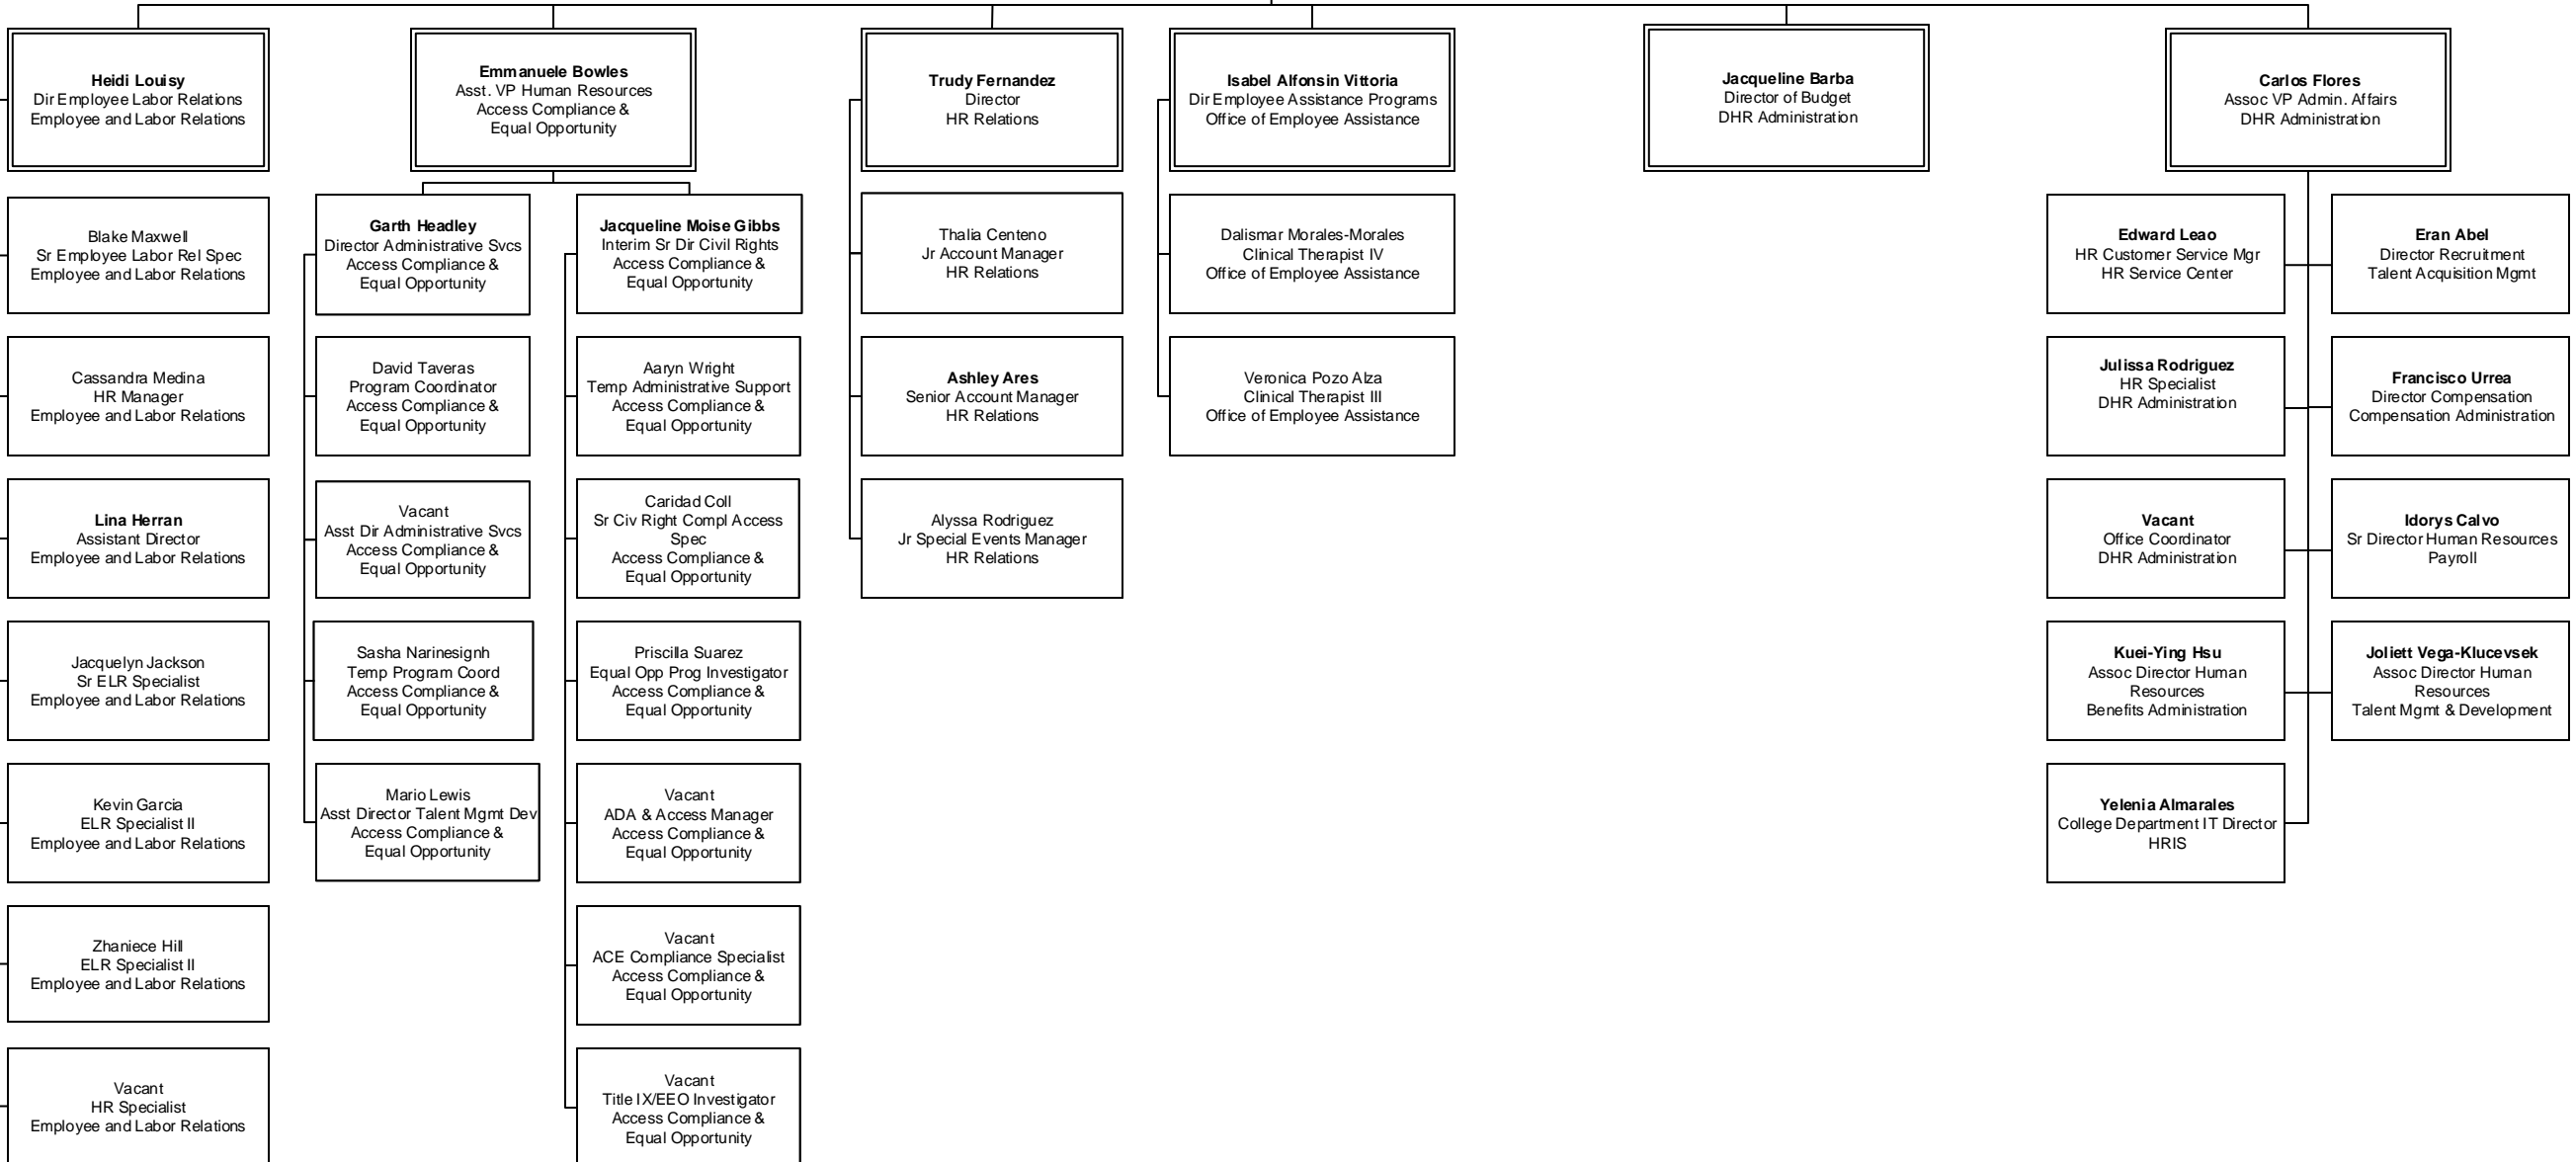 Heidi Louisy
Dir Employee Labor Relations
Employee and Labor Relations
Emmanuele Bowles
Asst. VP Human Resources
Access Compliance &
Equal Opportunity
Trudy Fernandez
Director
HR Relations
Isabel Alfonsin Vittoria
Dir Employee Assistance Programs
Office of Employee Assistance
Jacqueline Barba
Director of Budget
DHR Administration
Carlos Flores
Assoc VP Admin. Affairs
DHR Administration
Blake Maxwell
Sr Employee Labor Rel Spec
Employee and Labor Relations
Garth Headley
Director Administrative Svcs
Access Compliance &
Equal Opportunity
Jacqueline Moise Gibbs
Interim Sr Dir Civil Rights
Access Compliance &
Equal Opportunity
Thalia Centeno
Jr Account Manager
HR Relations
Dalismar Morales-Morales
Clinical Therapist IV
Office of Employee Assistance
Edward Leao
HR Customer Service Mgr
HR Service Center
Eran Abel
Director Recruitment
Talent Acquisition Mgmt
Cassandra Medina
HR Manager
Employee and Labor Relations
David Taveras
Program Coordinator
Access Compliance &
Equal Opportunity
Aaryn Wright
Temp Administrative Support
Access Compliance &
Equal Opportunity
Ashley Ares
Senior Account Manager
HR Relations
Veronica Pozo Alza
Clinical Therapist III
Office of Employee Assistance
Julissa Rodriguez
HR Specialist
DHR Administration
Francisco Urrea
Director Compensation
Compensation Administration
Lina Herran
Assistant Director
Employee and Labor Relations
Vacant
Asst Dir Administrative Svcs
Access Compliance &
Equal Opportunity
Caridad Coll
Sr Civ Right Compl Access
Spec
Access Compliance &
Equal Opportunity
Alyssa Rodriguez
Jr Special Events Manager
HR Relations
Vacant
Office Coordinator
DHR Administration
Idorys Calvo
Sr Director Human Resources
Payroll
Jacquelyn Jackson
Sr ELR Specialist
Employee and Labor Relations
Sasha Narinesignh
Temp Program Coord
Access Compliance &
Equal Opportunity
Priscilla Suarez
Equal Opp Prog Investigator
Access Compliance &
Equal Opportunity
Kuei-Ying Hsu
Assoc Director Human
Resources
Benefits Administration
Joliett Vega-Klucevsek
Assoc Director Human
Resources
Talent Mgmt & Development
Kevin Garcia
ELR Specialist II
Employee and Labor Relations
Mario Lewis
Asst Director Talent Mgmt Dev
Access Compliance &
Equal Opportunity
Vacant
ADA & Access Manager
Access Compliance &
Equal Opportunity
Yelenia Almarales
College Department IT Director
HRIS
Zhaniece Hill
ELR Specialist II
Employee and Labor Relations
Vacant
ACE Compliance Specialist
Access Compliance &
Equal Opportunity
Vacant
HR Specialist
Employee and Labor Relations
Vacant
Title IX/EEO Investigator
Access Compliance &
Equal Opportunity